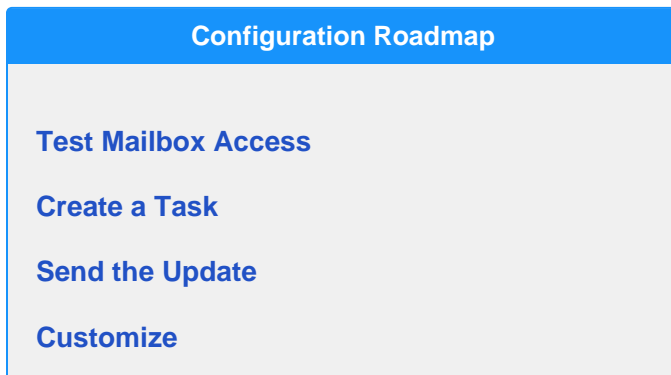 Configuration Roadmap
Test Mailbox Access
Create a Task
Send the Update
Customize